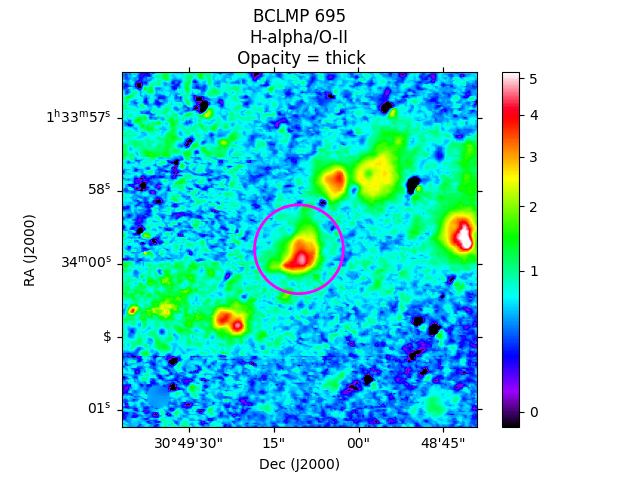 BCLMP 695
H-alpha/O-II
Opacity = thick
RA (J2000)
1ʰ33ᵐ57ˢ
58ˢ
34ᵐ00ˢ
$
01ˢ
30°49'30" 15" 00" 48'45"
Dec (J2000)
5
4
3
2
1
0